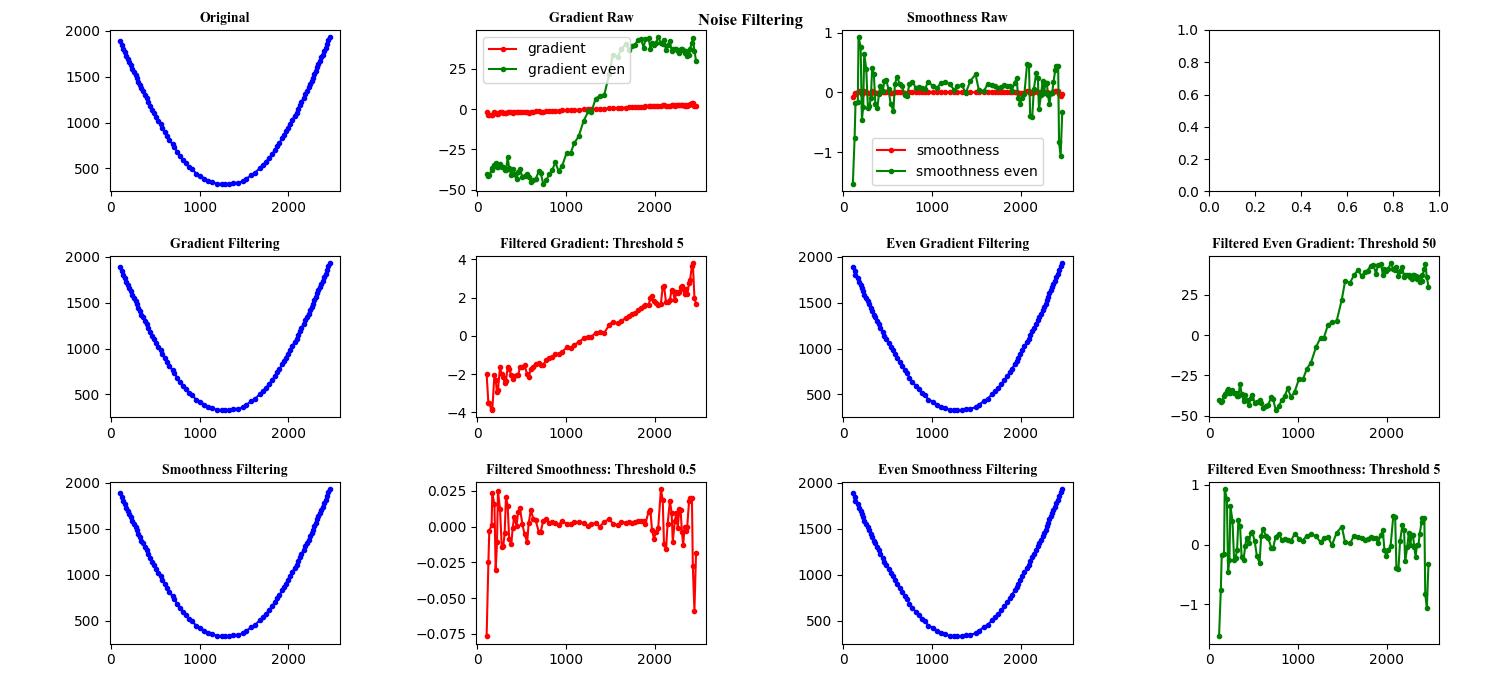 Noise Filtering
Original
2000
1500
1000
500
0 1000 2000
Gradient Raw
gradient
gradient even
25
0
−25
−50
0 1000 2000
Smoothness Raw
1
0
−1
smoothness
smoothness even
0 1000 2000
1.0
0.8
0.6
0.4
0.2
0.0
0.0 0.2 0.4 0.6 0.8 1.0
Gradient Filtering
2000
1500
1000
500
0 1000 2000
Filtered Gradient: Threshold 5
4
2
0
−2
−4
0 1000 2000
Even Gradient Filtering
2000
1500
1000
500
0 1000 2000
Filtered Even Gradient: Threshold 50
25
0
−25
−50
0 1000 2000
Smoothness Filtering
2000
1500
1000
500
0 1000 2000
Filtered Smoothness: Threshold 0.5
0.025
0.000
−0.025
−0.050
−0.075
0 1000 2000
Even Smoothness Filtering
2000
1500
1000
500
0 1000 2000
Filtered Even Smoothness: Threshold 5
1
0
−1
0 1000 2000